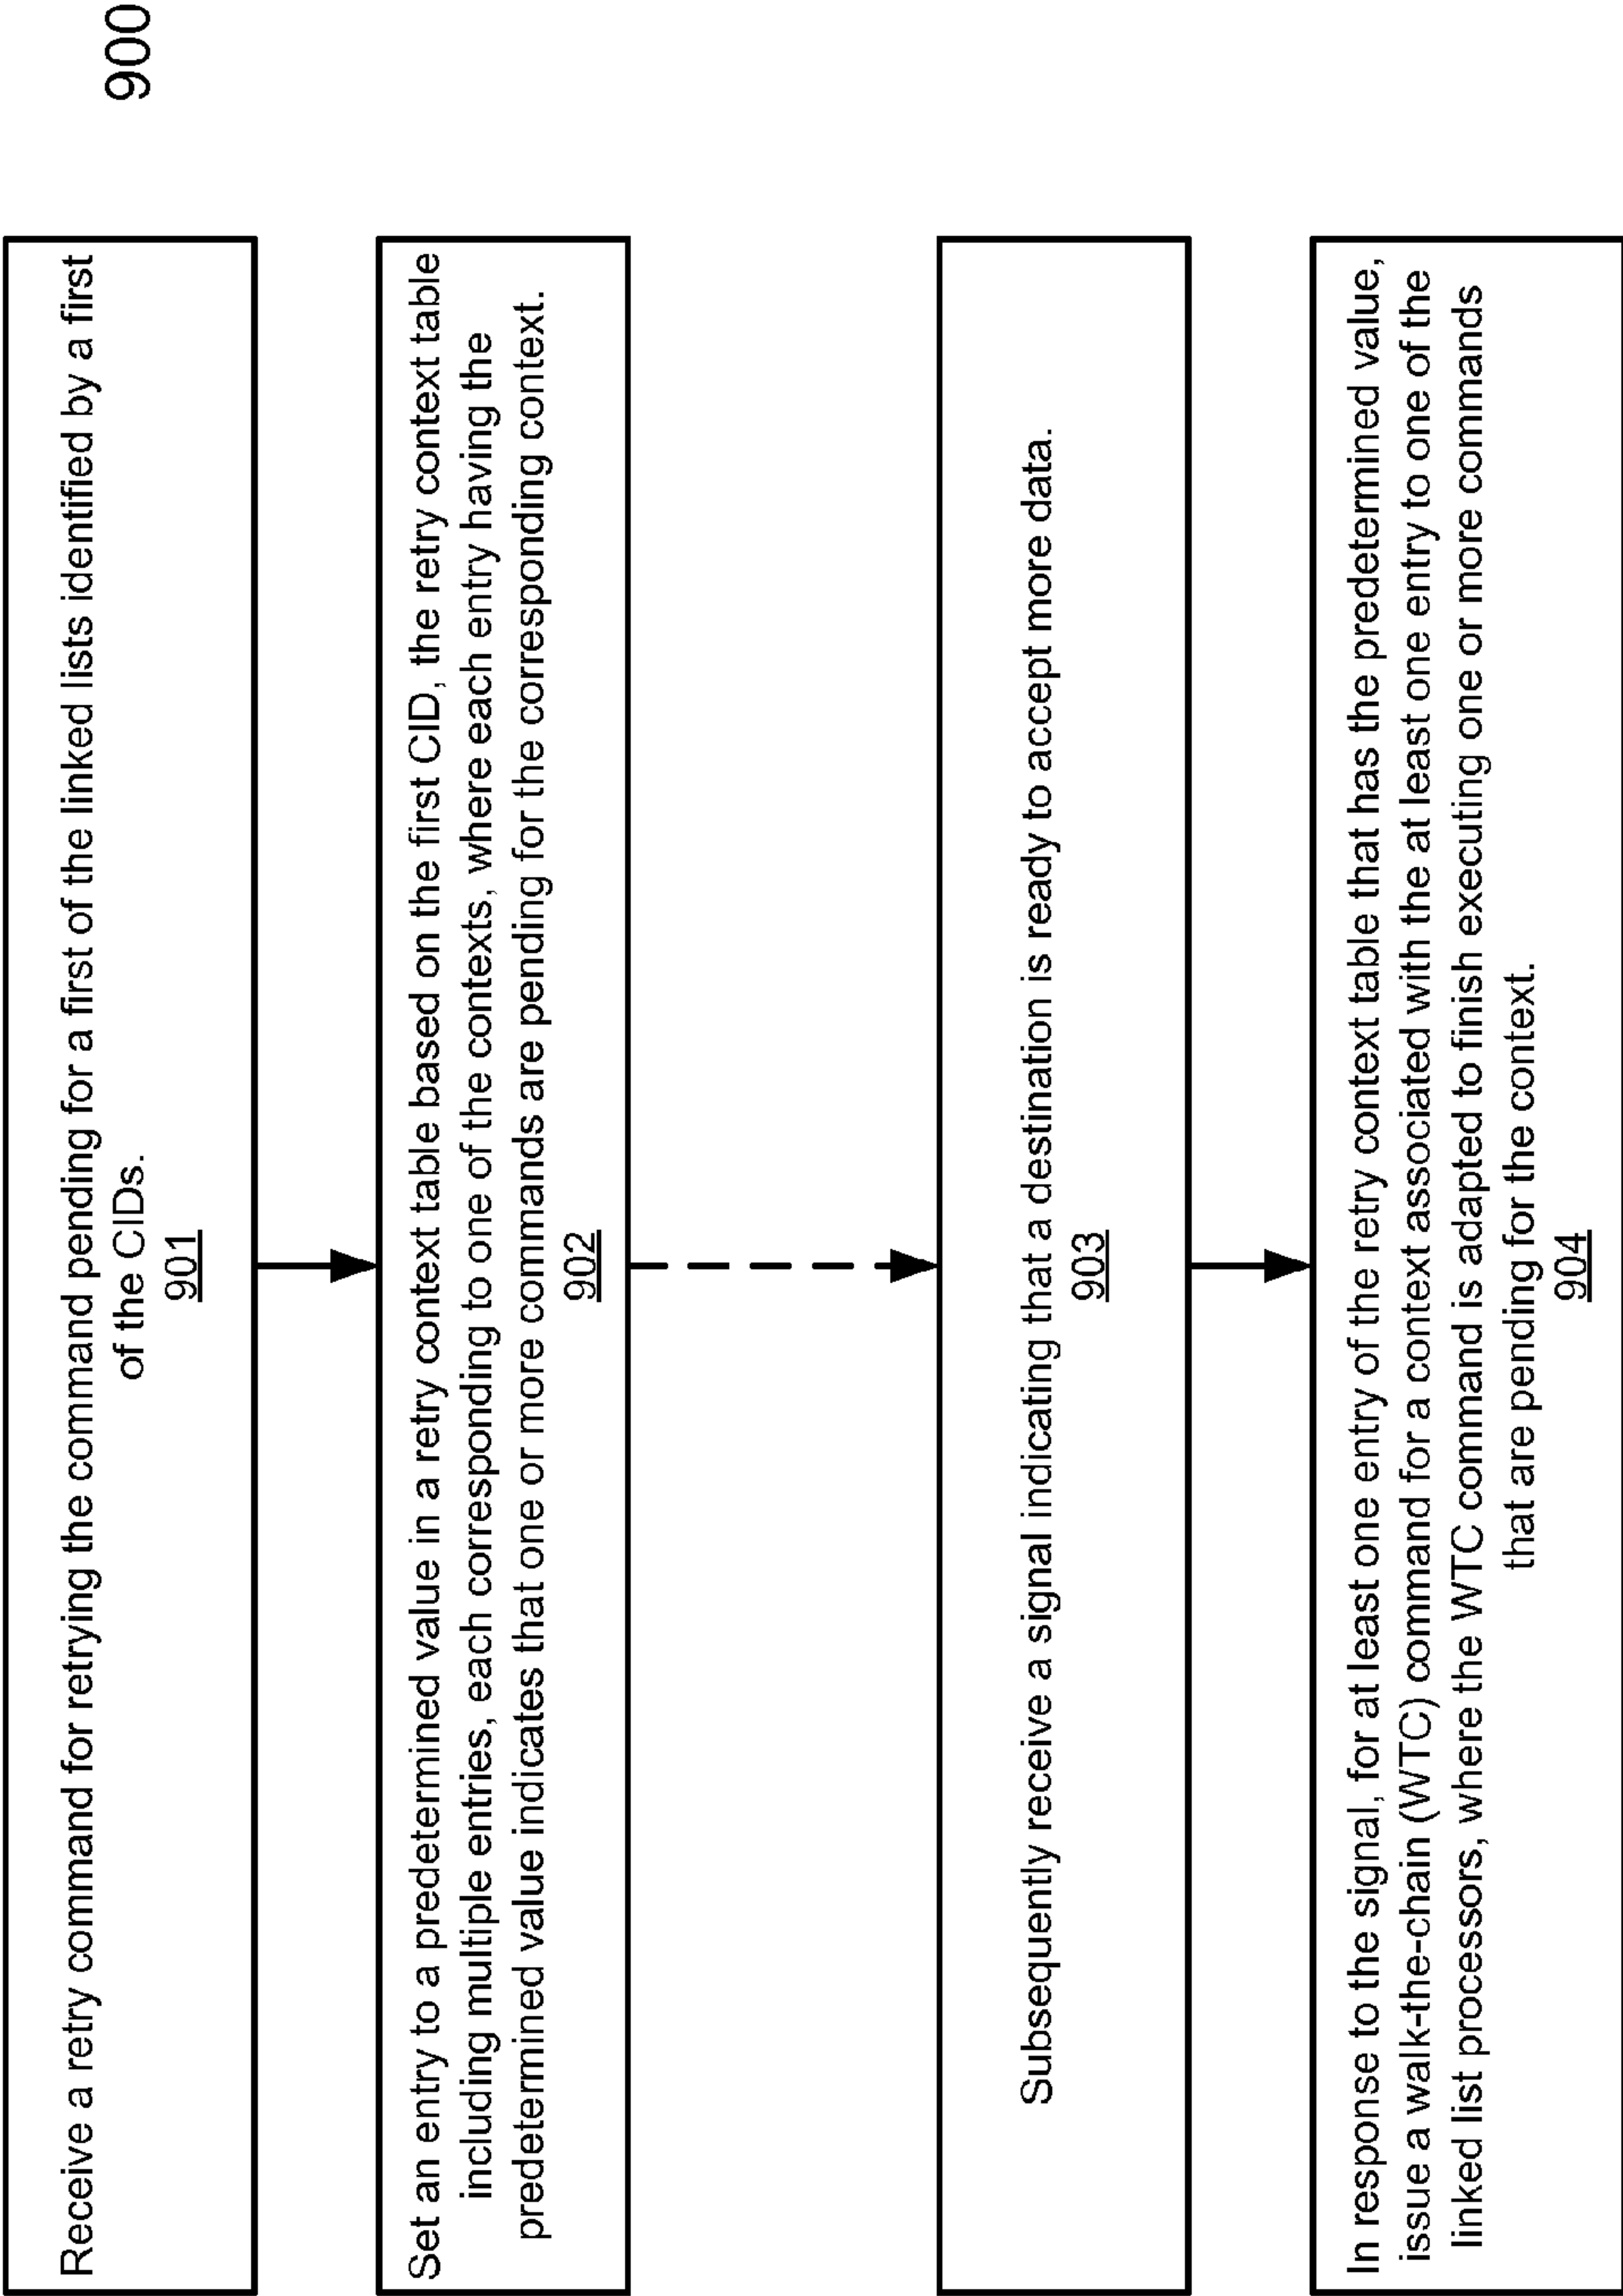 900
Receive a retry command for retrying the command pending for a first of the linked lists identified by a first
of the CIDs.
901
Set an entry to a predetermined value in a retry context table based on the first CID, the retry context table
including multiple entries, each corresponding to one of the contexts, where each entry having the
predetermined value indicates that one or more commands are pending for the corresponding context.
902
Subsequently receive a signal indicating that a destination is ready to accept more data.
903
In response to the signal, for at least one entry of the retry context table that has the predetermined value,
issue a walk-the-chain (WTC) command for a context associated with the at least one entry to one of the
linked list processors, where the WTC command is adapted to finish executing one or more commands
that are pending for the context.
904